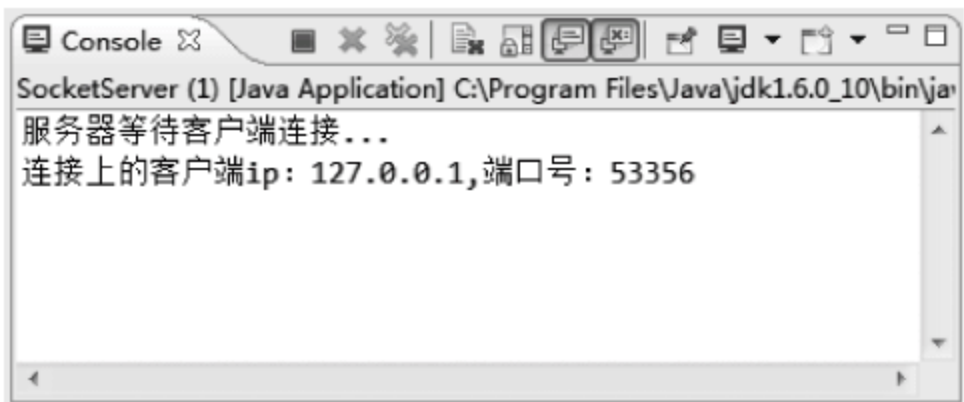 Console
SocketServer (1) [Java Application] C:\Program Files\Java\jdk1.6.0_10\bin\jav
服务器等待客户端连接...
连接上的客户端ip：127.0.0.1,端口号：53356